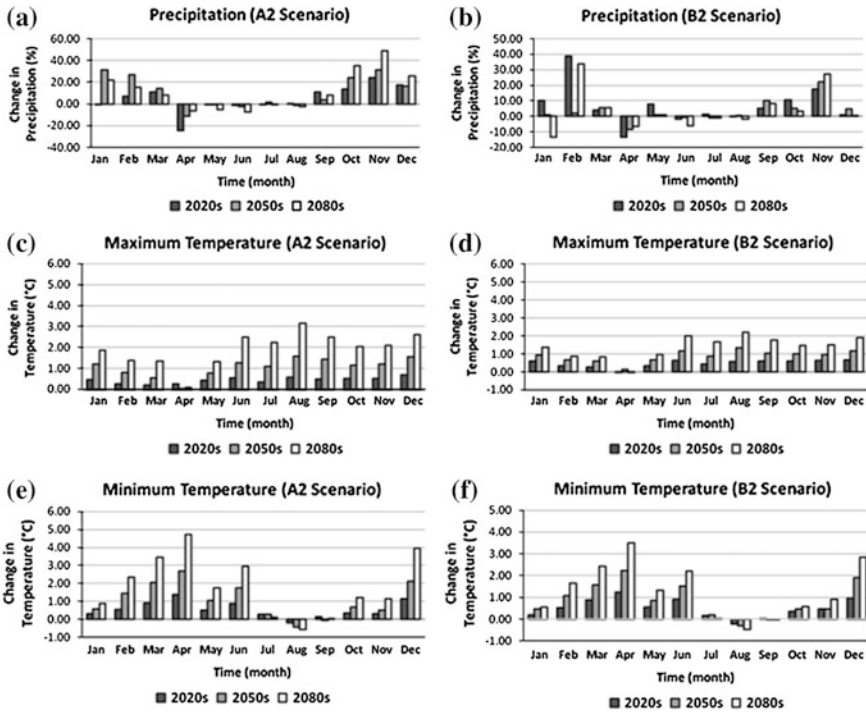 (a)
Precipitation (A2 Scenario)
Change in
Precipitation (%)
60.00
40.00
20.00
0.00
-20.00
-40.00
Jan Feb Mar Apr May Jun Jul Aug Sep Oct Nov Dec
Time (month)
2020s 2050s 2080s
(b)
Precipitation (B2 Scenario)
Change in
Precipitation (%)
50.00
40.00
30.00
20.00
10.00
0.00
-10.00
-20.00
Jan Feb Mar Apr May Jun Jul Aug Sep Oct Nov Dec
Time (month)
2020s 2050s 2080s
(c)
Maximum Temperature (A2 Scenario)
Change in
Temperature (°C)
6.00
5.00
4.00
3.00
2.00
1.00
0.00
Jan Feb Mar Apr May Jun Jul Aug Sep Oct Nov Dec
Time (month)
2020s 2050s 2080s
(d)
Maximum Temperature (B2 Scenario)
Change in
Temperature (°C)
6.00
5.00
4.00
3.00
2.00
1.00
0.00
-1.00
Jan Feb Mar Apr May Jun Jul Aug Sep Oct Nov Dec
Time (month)
2020s 2050s 2080s
(e)
Minimum Temperature (A2 Scenario)
Change in
Temperature (°C)
6.00
5.00
4.00
3.00
2.00
1.00
0.00
-1.00
Jan Feb Mar Apr May Jun Jul Aug Sep Oct Nov Dec
Time (month)
2020s 2050s 2080s
(f)
Minimum Temperature (B2 Scenario)
Change in
Temperature (°C)
5.00
4.00
3.00
2.00
1.00
0.00
-1.00
Jan Feb Mar Apr May Jun Jul Aug Sep Oct Nov Dec
Time (month)
2020s 2050s 2080s